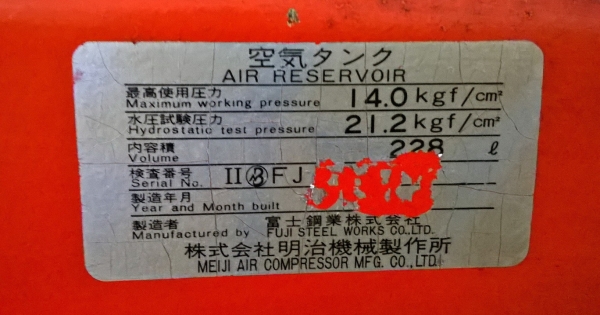 空気タンク
AIR RESERVOIR
最高使用圧力 14.0 kgf/cm²
Maximum working pressure
水圧試験圧力 21.2 kgf/cm²
Hydrostatic test pressure
内容積 228 ℓ
Volume
検査番号 II B FJ
Serial No.
製造年月
Year and Month built
製造者 富士鋼業株式会社
Manufactured by FUJI STEEL WORKS CO.,LTD.
株式会社明治機械製作所
MEIJI AIR COMPRESSOR MFG. CO.,LTD.